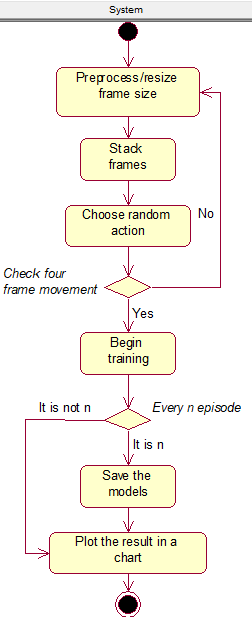 System
Preprocess/resize
frame size
Stack
frames
Choose random
action
No
Check four
frame movement
Yes
Begin
training
It is not n
Every n episode
It is n
Save the
models
Plot the result in a
chart